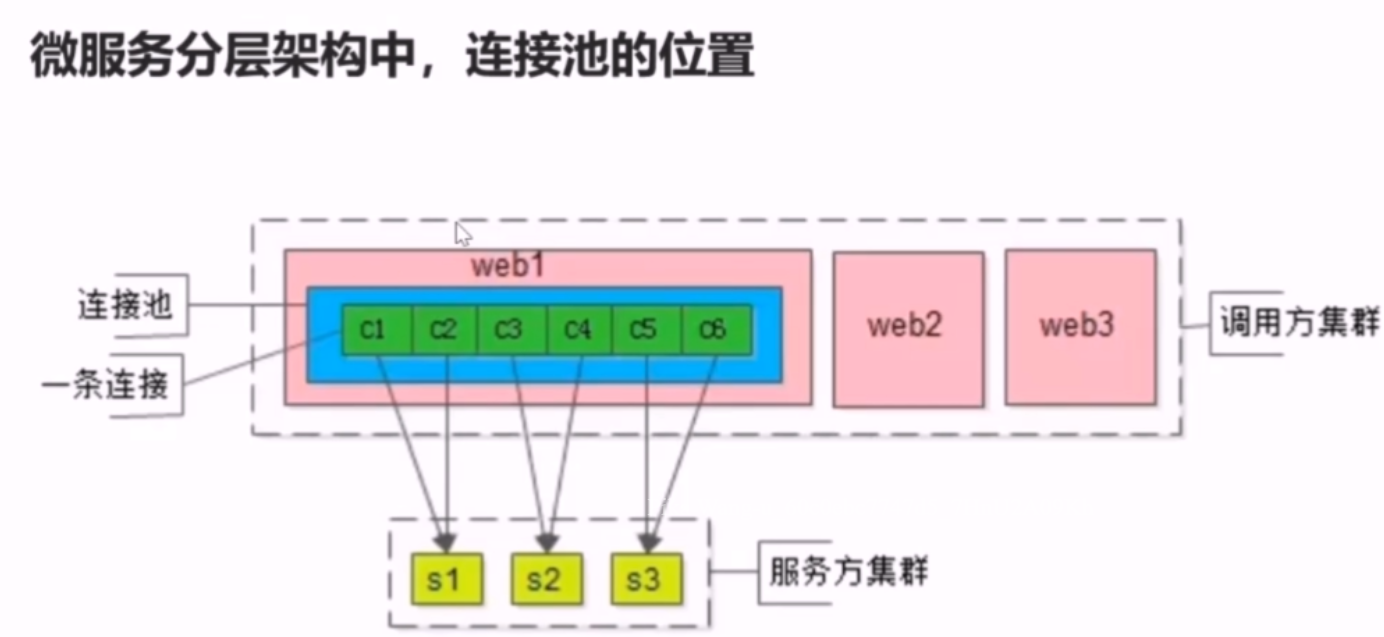 微服务分层架构中，连接池的位置
web1
连接池
c1 c2 c3 c4 c5 c6
web2
web3
调用方集群
一条连接
s1 s2 s3
服务方集群